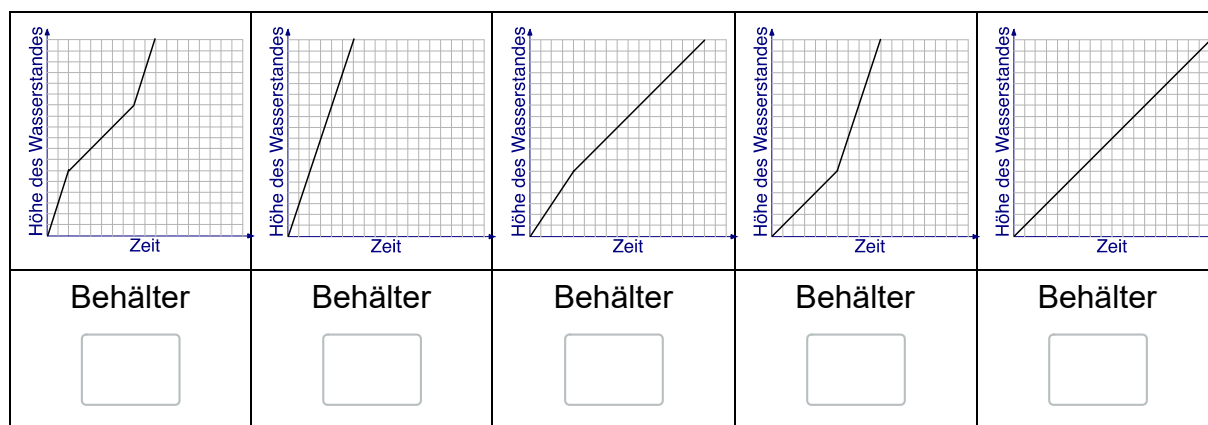 Höhe des Wasserstandes
Zeit
Höhe des Wasserstandes
Zeit
Höhe des Wasserstandes
Zeit
Höhe des Wasserstandes
Zeit
Höhe des Wasserstandes
Zeit
Behälter
Behälter
Behälter
Behälter
Behälter